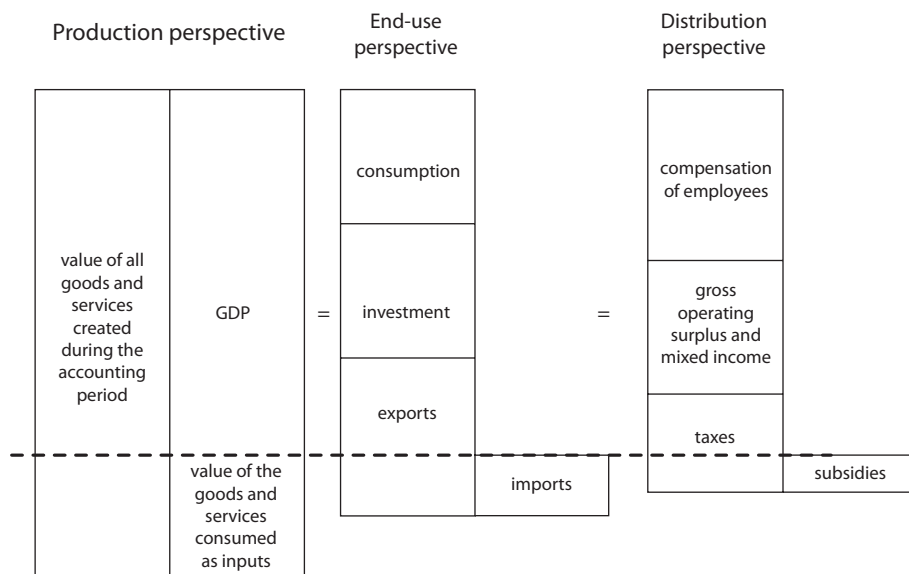 Production perspective
End-use
perspective
Distribution
perspective
value of all
goods and
services
created
during the
accounting
period
GDP
value of the
goods and
services
consumed
as inputs
=
consumption
investment
exports
imports
=
compensation
of employees
gross
operating
surplus and
mixed income
taxes
subsidies